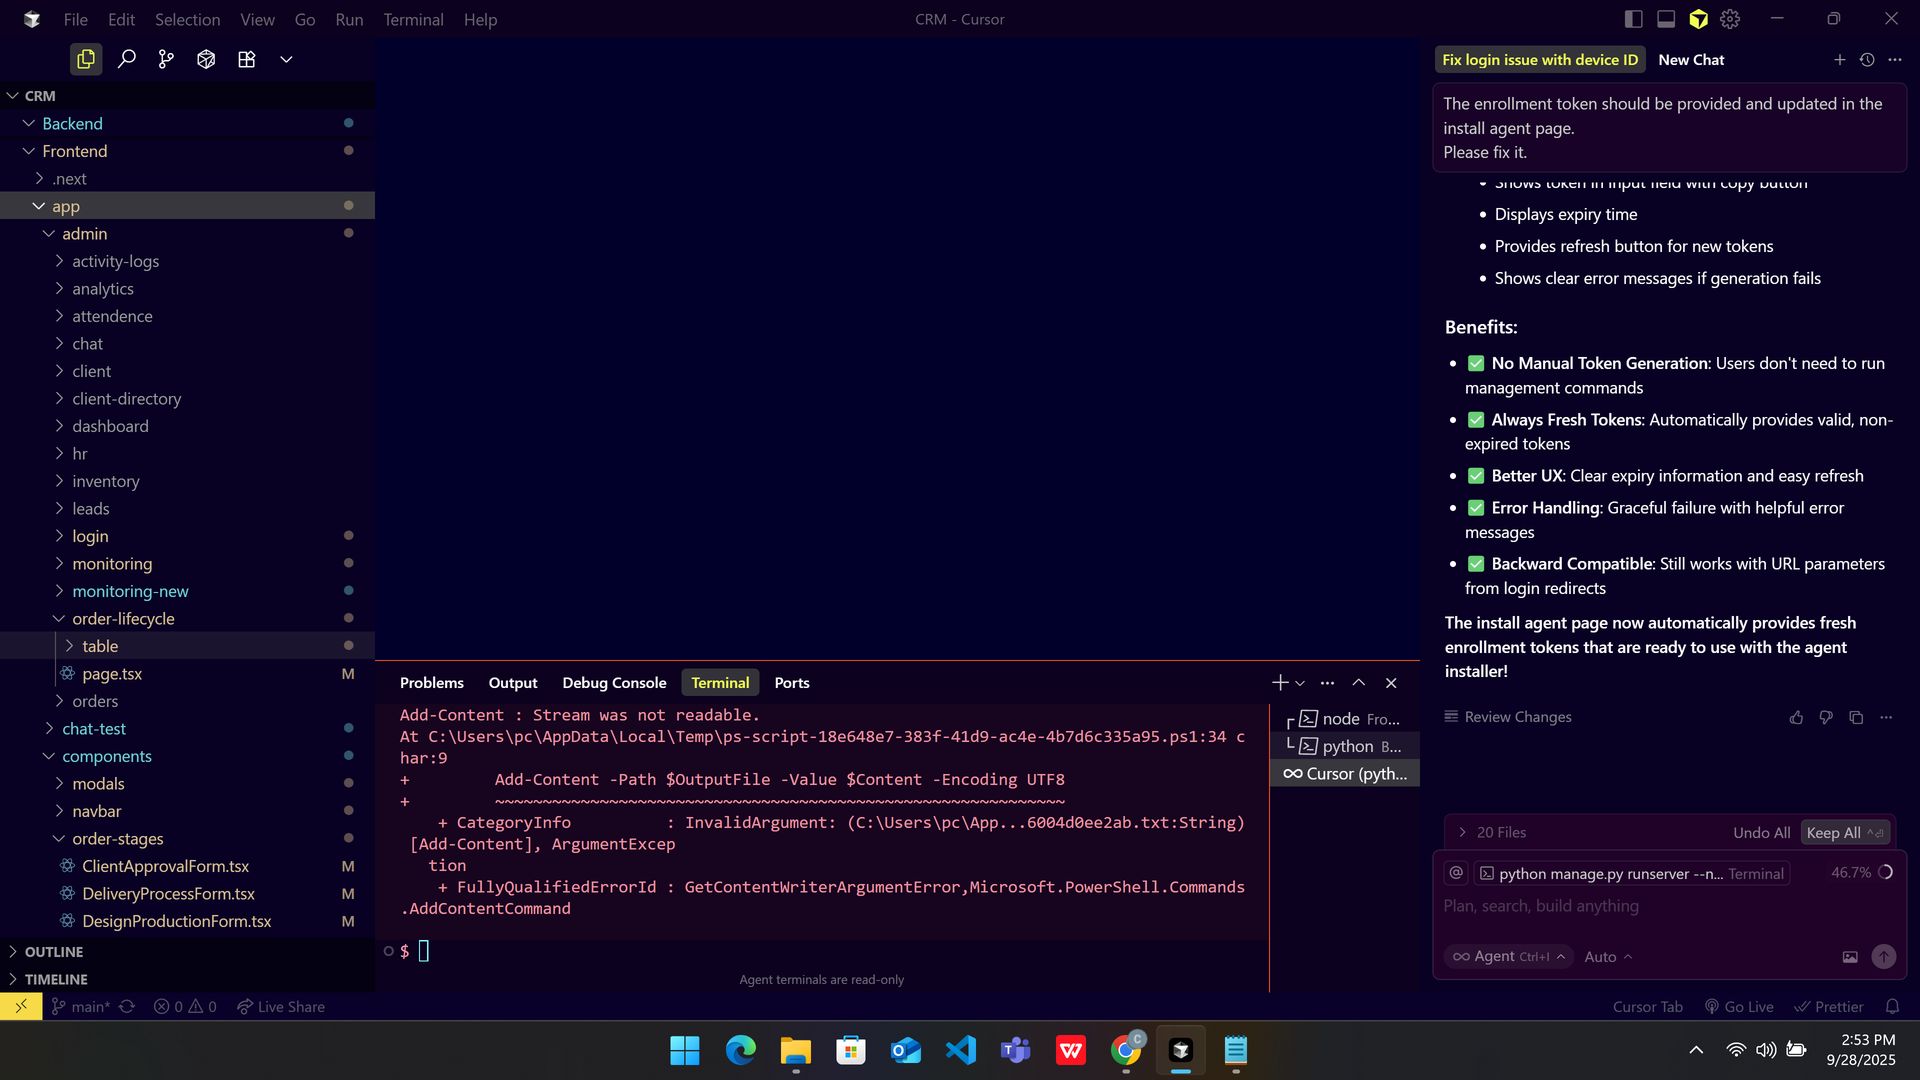 File Edit Selection View Go Run Terminal Help
CRM - Cursor
CRM
Backend
Frontend
.next
app
admin
activity-logs
analytics
attendence
chat
client
client-directory
dashboard
hr
inventory
leads
login
monitoring
monitoring-new
order-lifecycle
table
page.tsx M
orders
chat-test
components
modals
navbar
order-stages
ClientApprovalForm.tsx M
DeliveryProcessForm.tsx M
DesignProductionForm.tsx M
OUTLINE
TIMELINE
Problems Output Debug Console Terminal Ports
Add-Content : Stream was not readable.
At C:\Users\pc\AppData\Local\Temp\ps-script-18e648e7-383f-41d9-ac4e-4b7d6c335a95.ps1:34 c
har:9
+         Add-Content -Path $OutputFile -Value $Content -Encoding UTF8
+         ~~~~~~~~~~~~~~~~~~~~~~~~~~~~~~~~~~~~~~~~~~~~~~~~~~~~~~~~~~~~
    + CategoryInfo          : InvalidArgument: (C:\Users\pc\App...6004d0ee2ab.txt:String)
 [Add-Content], ArgumentExcep
   tion
    + FullyQualifiedErrorId : GetContentWriterArgumentError,Microsoft.PowerShell.Commands
.AddContentCommand
$
Agent terminals are read-only
node Fro...
python B...
Cursor (pyth...
Fix login issue with device ID New Chat
The enrollment token should be provided and updated in the
install agent page.
Please fix it.
• Shows token in input field with copy button
• Displays expiry time
• Provides refresh button for new tokens
• Shows clear error messages if generation fails
Benefits:
• ✅ No Manual Token Generation: Users don't need to run
management commands
• ✅ Always Fresh Tokens: Automatically provides valid, non-
expired tokens
• ✅ Better UX: Clear expiry information and easy refresh
• ✅ Error Handling: Graceful failure with helpful error
messages
• ✅ Backward Compatible: Still works with URL parameters
from login redirects
The install agent page now automatically provides fresh
enrollment tokens that are ready to use with the agent
installer!
Review Changes
20 Files Undo All Keep All
@ python manage.py runserver --n... Terminal 46.7%
Plan, search, build anything
Agent Ctrl+I Auto
main* 0 0 Live Share
Cursor Tab Go Live Prettier
C
2:53 PM
9/28/2025